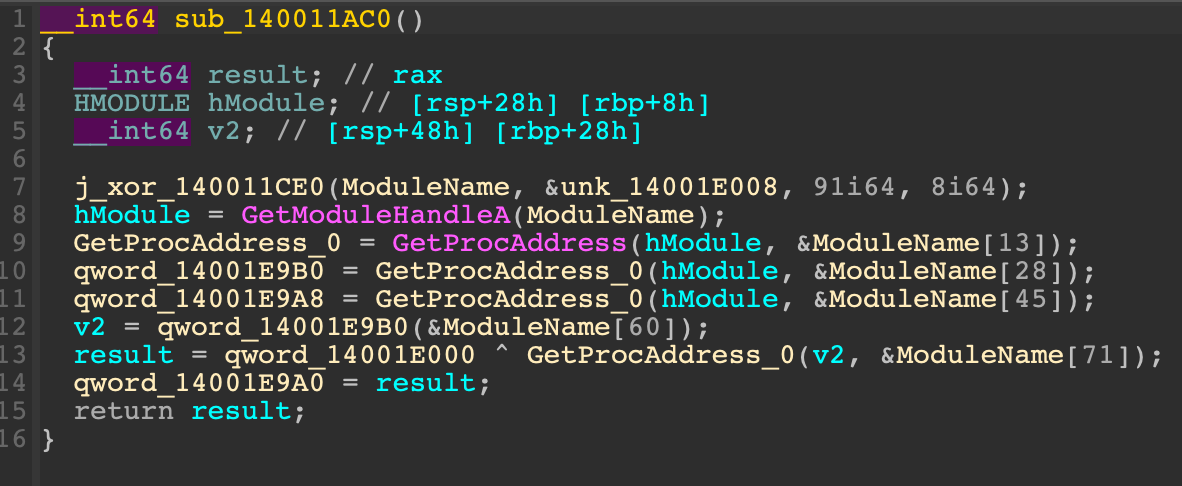 1 __int64 sub_140011AC0()
2 {
3   __int64 result; // rax
4   HMODULE hModule; // [rsp+28h] [rbp+8h]
5   __int64 v2; // [rsp+48h] [rbp+28h]
6
7   j_xor_140011CE0(ModuleName, &unk_14001E008, 91i64, 8i64);
8   hModule = GetModuleHandleA(ModuleName);
9   GetProcAddress_0 = GetProcAddress(hModule, &ModuleName[13]);
10   qword_14001E9B0 = GetProcAddress_0(hModule, &ModuleName[28]);
11   qword_14001E9A8 = GetProcAddress_0(hModule, &ModuleName[45]);
12   v2 = qword_14001E9B0(&ModuleName[60]);
13   result = qword_14001E000 ^ GetProcAddress_0(v2, &ModuleName[71]);
14   qword_14001E9A0 = result;
15   return result;
16 }